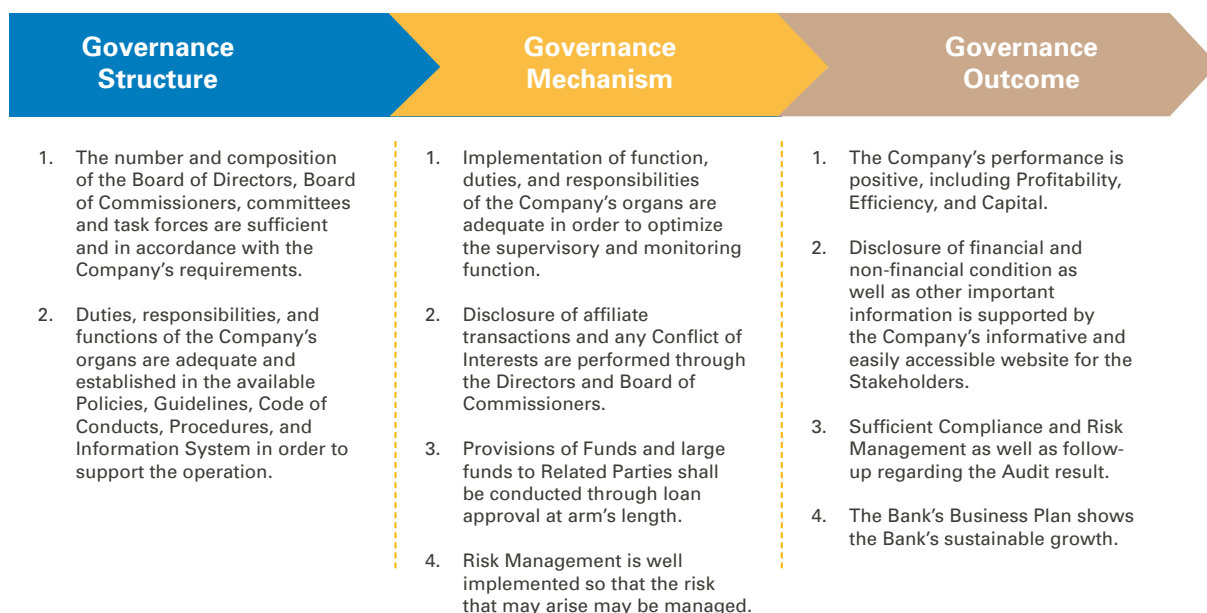 Governance
Structure
Governance
Mechanism
Governance
Outcome
1. The number and composition
of the Board of Directors, Board
of Commissioners, committees
and task forces are sufficient
and in accordance with the
Company's requirements.
2. Duties, responsibilities, and
functions of the Company's
organs are adequate and
established in the available
Policies, Guidelines, Code of
Conducts, Procedures, and
Information System in order to
support the operation.
1. Implementation of function,
duties, and responsibilities
of the Company's organs are
adequate in order to optimize
the supervisory and monitoring
function.
2. Disclosure of affiliate
transactions and any Conflict of
Interests are performed through
the Directors and Board of
Commissioners.
3. Provisions of Funds and large
funds to Related Parties shall
be conducted through loan
approval at arm's length.
4. Risk Management is well
implemented so that the risk
that may arise may be managed.
1. The Company's performance is
positive, including Profitability,
Efficiency, and Capital.
2. Disclosure of financial and
non-financial condition as
well as other important
information is supported by
the Company's informative and
easily accessible website for the
Stakeholders.
3. Sufficient Compliance and Risk
Management as well as follow-
up regarding the Audit result.
4. The Bank's Business Plan shows
the Bank's sustainable growth.